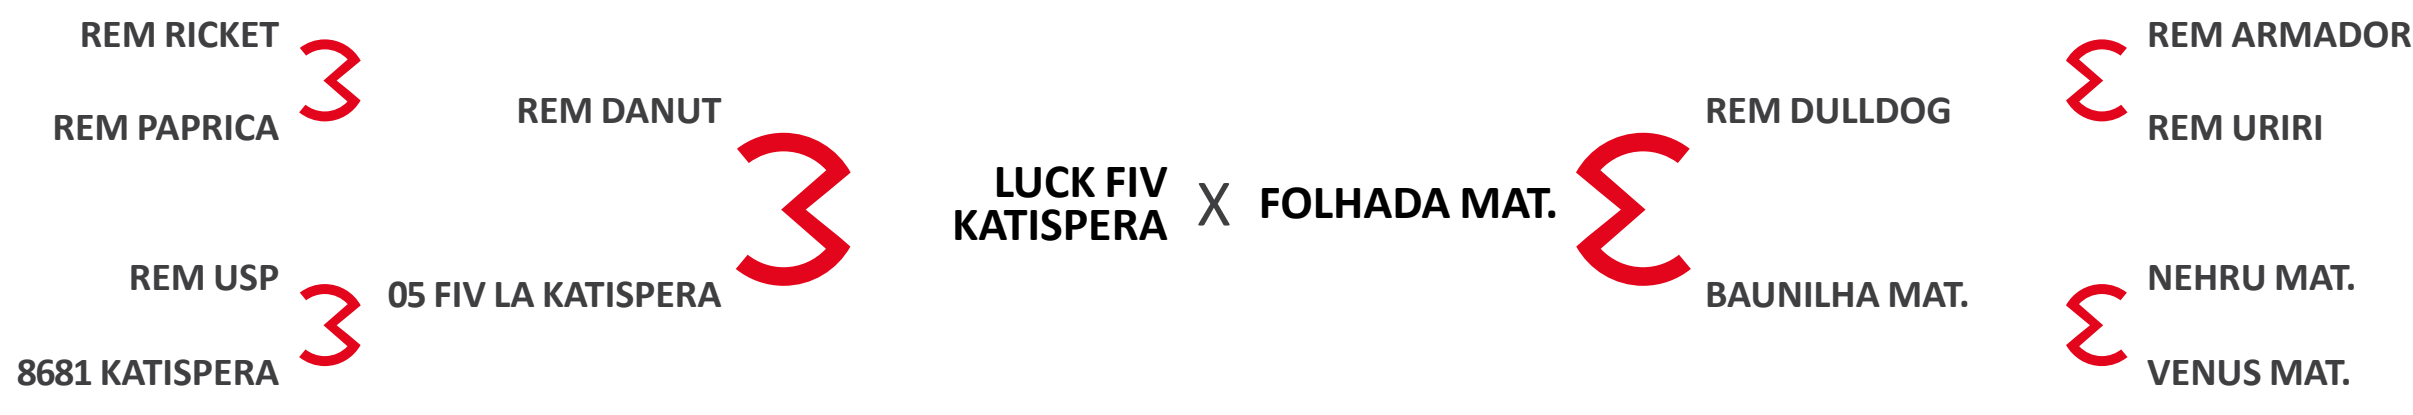 REM RICKET
REM PAPRICA
REM DANUT
REM USP
8681 KATISPERA
05 FIV LA KATISPERA
LUCK FIV
KATISPERA
X
FOLHADA MAT.
REM DULLDOG
BAUNILHA MAT.
REM ARMADOR
REM URIRI
NEHRU MAT.
VENUS MAT.